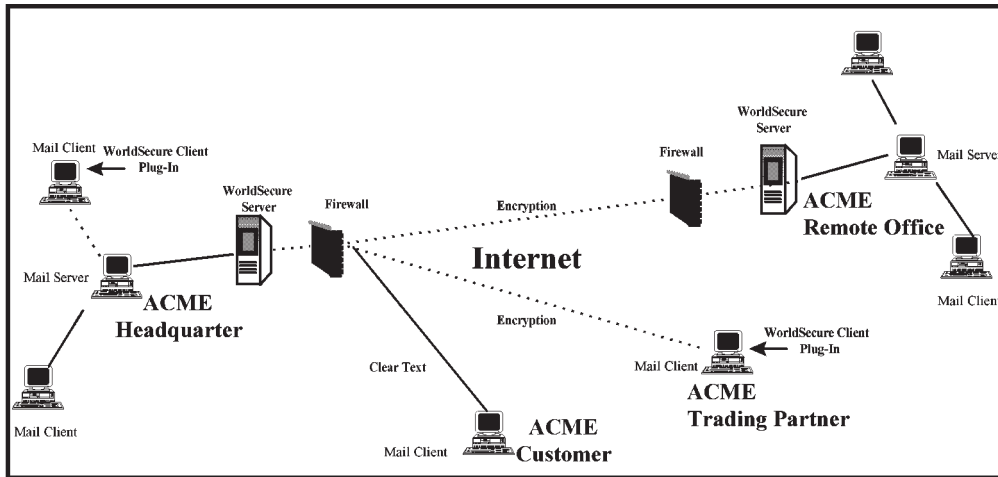 WorldSecure
Server
Mail Client
WorldSecure Client
Plug-In
Firewall
Mail Server
WorldSecure
Server
Firewall
Encryption
ACME
Remote Office
Internet
Mail Server
ACME
Headquarter
Mail Client
Encryption
WorldSecure Client
Plug-In
Clear Text
Mail Client
ACME
Trading Partner
Mail Client
ACME
Customer
Mail Client